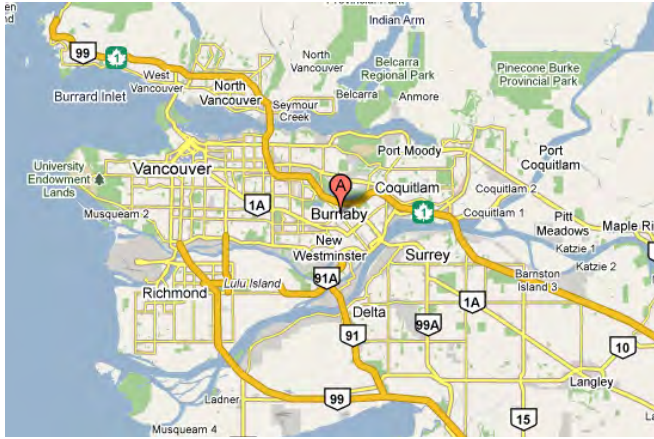 Indian Arm
99
1
North
Vancouver
Belcarra
Regional Park
Pinecone Burke
Provincial Park
West
Vancouver
North
Vancouver
Burrard Inlet
Seymour
Creek
Belcarra
Anmore
Port Moody
Port
Coquitlam
University
Endowment
Lands
Vancouver
A
Coquitlam
Coquitlam 2
Musqueam 2
1A
Burnaby
1
Coquitlam 1
Pitt
Meadows
Maple Ri
New
Westminster
Surrey
Katzie 1
Katzie 2
Richmond
Lulu Island
91A
Barnston
Island 3
1A
Delta
91
99A
10
Langley
Ladner
99
15
Musqueam 4